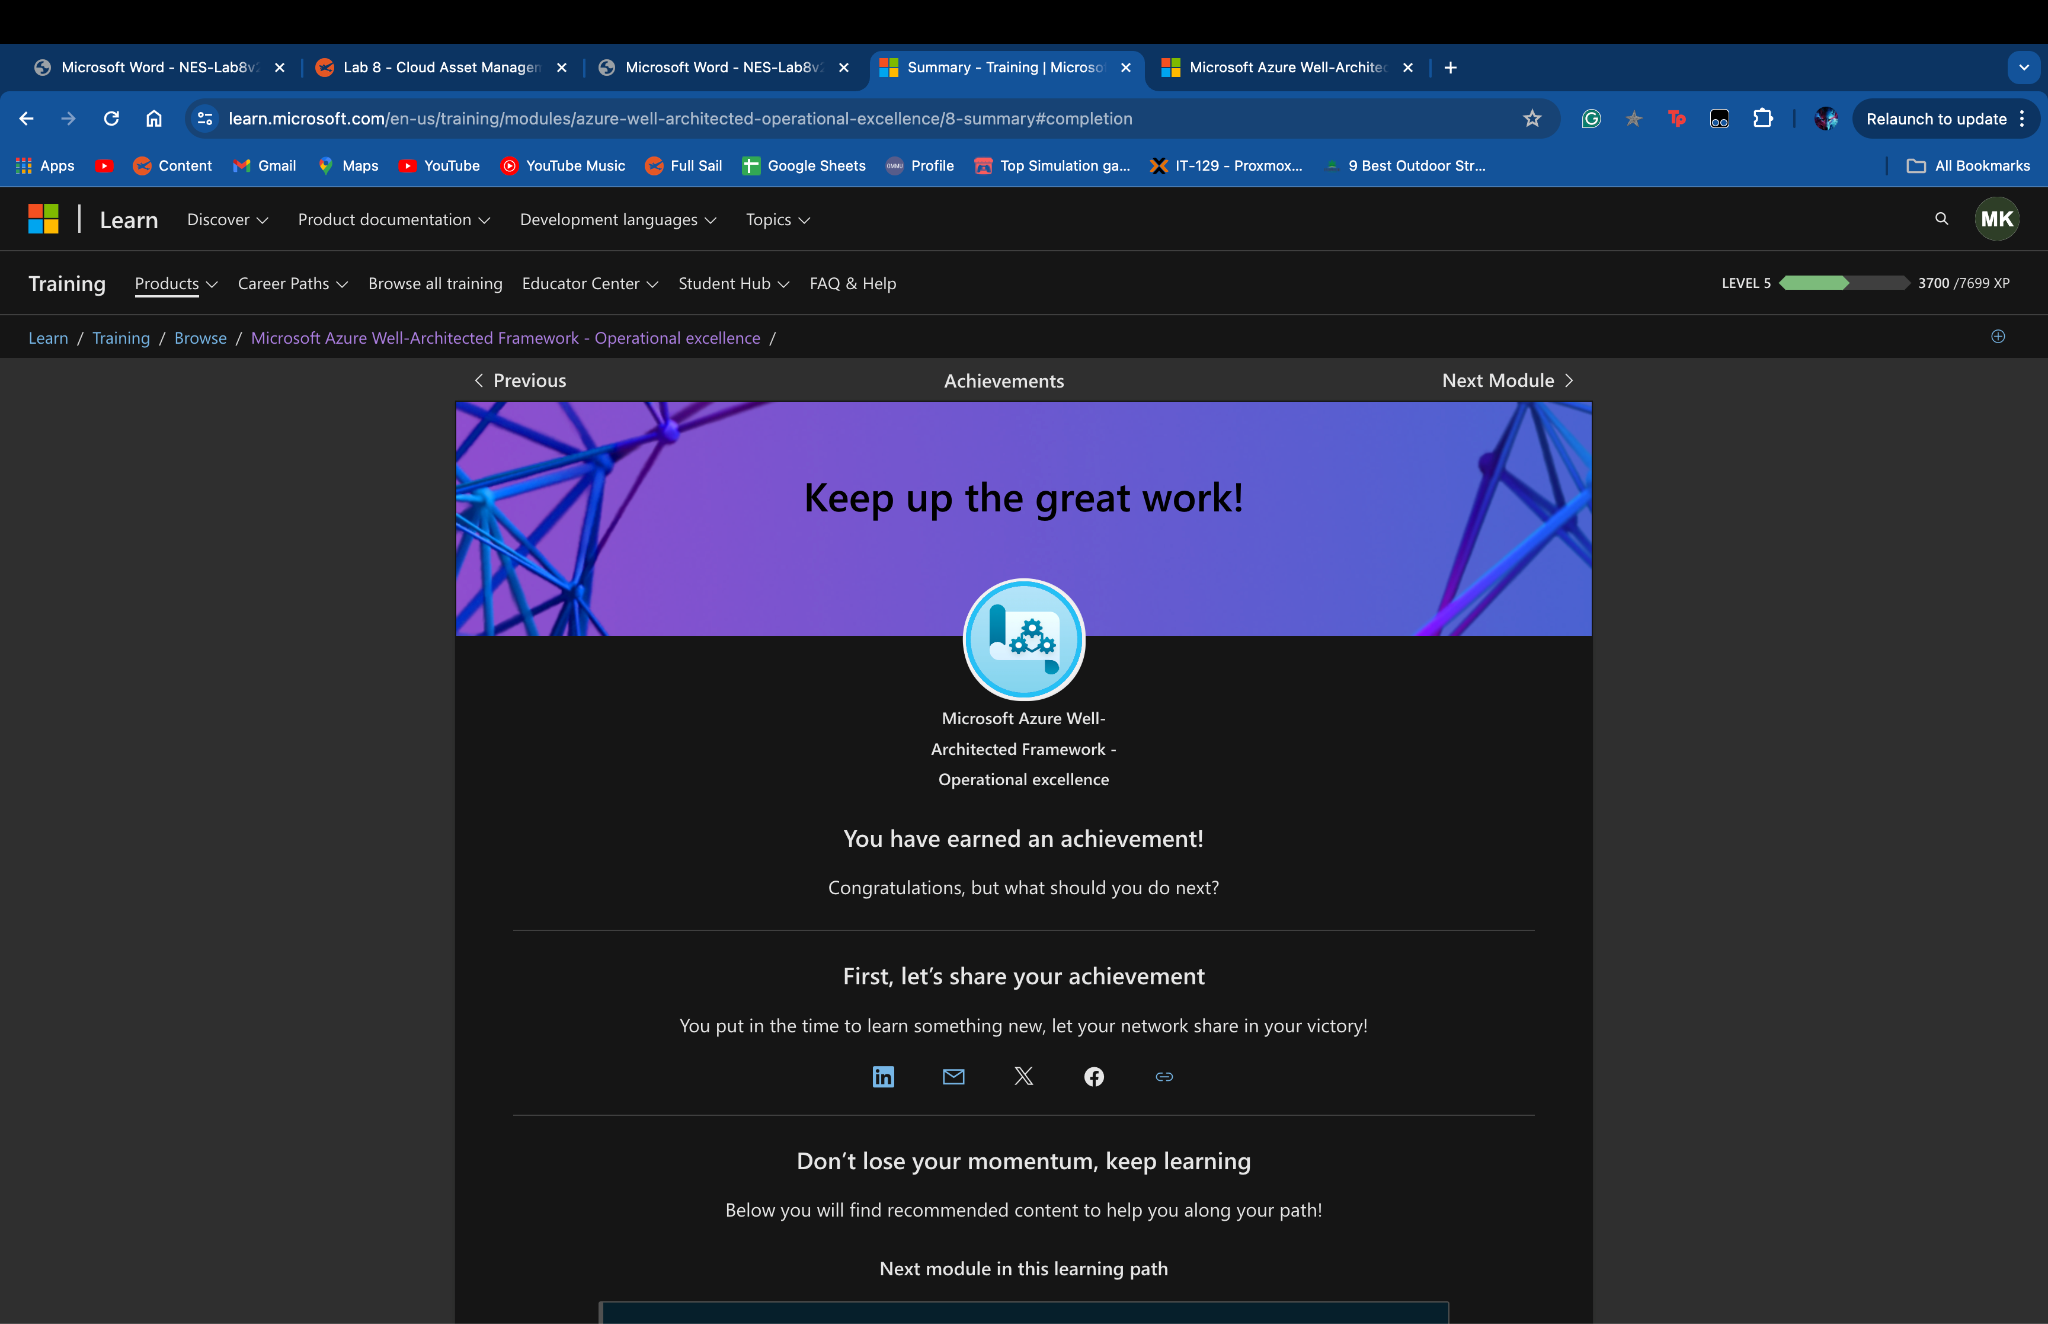 Microsoft Word - NES-Lab8v
Lab 8 - Cloud Asset Managem
Microsoft Word - NES-Lab8v
Summary - Training | Microso
Microsoft Azure Well-Archite
learn.microsoft.com/en-us/training/modules/azure-well-architected-operational-excellence/8-summary#completion
Relaunch to update
Apps
Content
Gmail
Maps
YouTube
YouTube Music
Full Sail
Google Sheets
Profile
Top Simulation ga...
IT-129 - Proxmox...
9 Best Outdoor Str...
All Bookmarks
Learn
Discover
Product documentation
Development languages
Topics
MK
Training
Products
Career Paths
Browse all training
Educator Center
Student Hub
FAQ & Help
LEVEL 5
3700 /7699 XP
Learn / Training / Browse / Microsoft Azure Well-Architected Framework - Operational excellence /
Previous
Achievements
Next Module
Keep up the great work!
Microsoft Azure Well-
Architected Framework -
Operational excellence
You have earned an achievement!
Congratulations, but what should you do next?
First, let’s share your achievement
You put in the time to learn something new, let your network share in your victory!
Don’t lose your momentum, keep learning
Below you will find recommended content to help you along your path!
Next module in this learning path